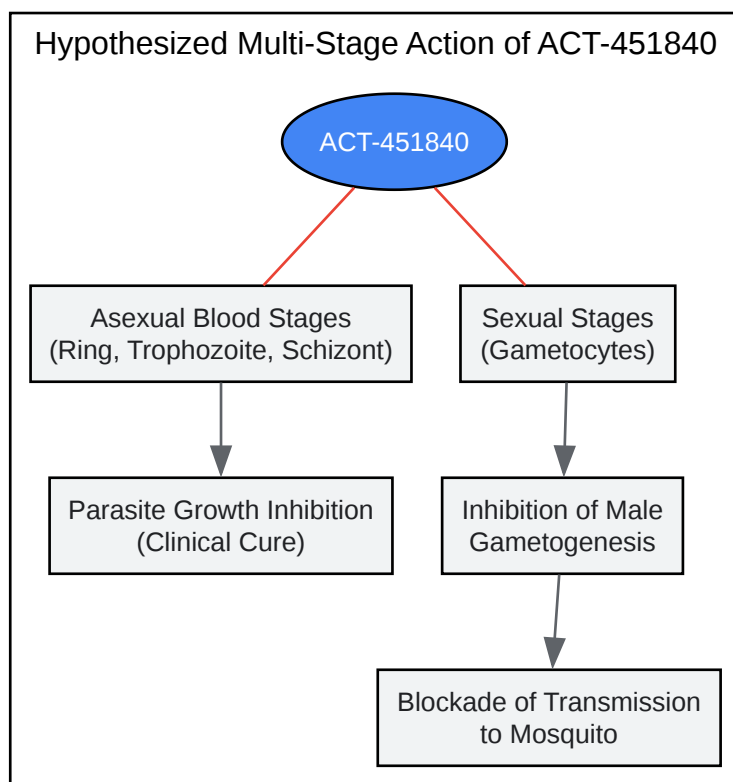 Hypothesized Multi-Stage Action of ACT-451840
ACT-451840
Asexual Blood Stages
(Ring, Trophozoite, Schizont)
Sexual Stages
(Gametocytes)
Parasite Growth Inhibition
(Clinical Cure)
Inhibition of Male
Gametogenesis
Blockade of Transmission
to Mosquito